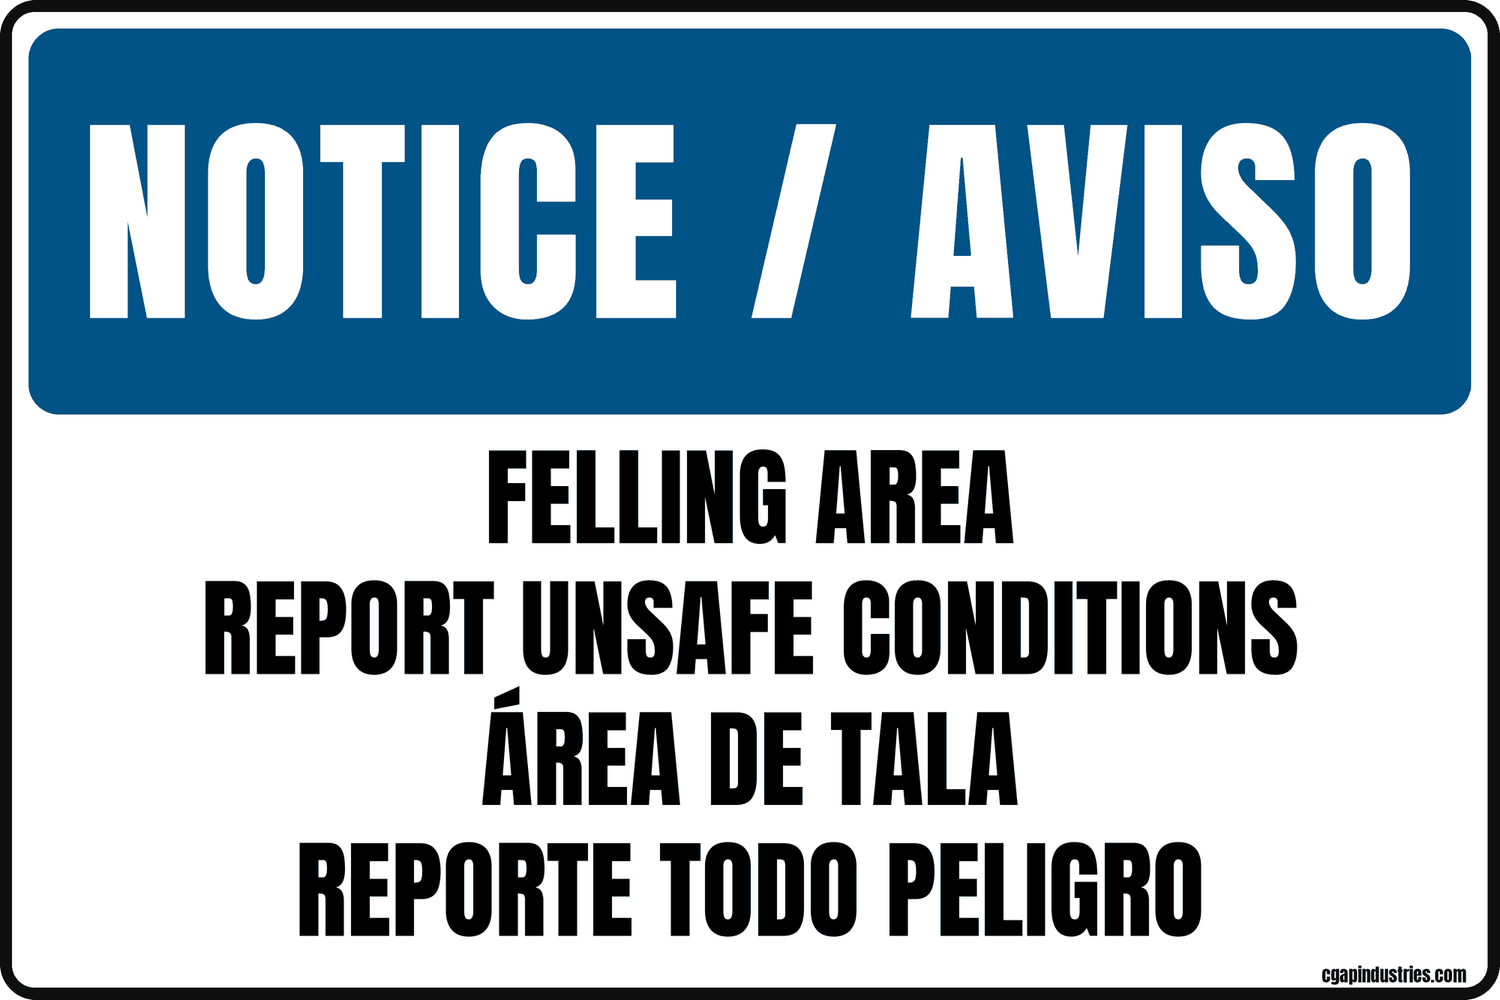 NOTICE / AVISO
FELLING AREA
REPORT UNSAFE CONDITIONS
ÁREA DE TALA
REPORTE TODO PELIGRO
cgapindustries.com